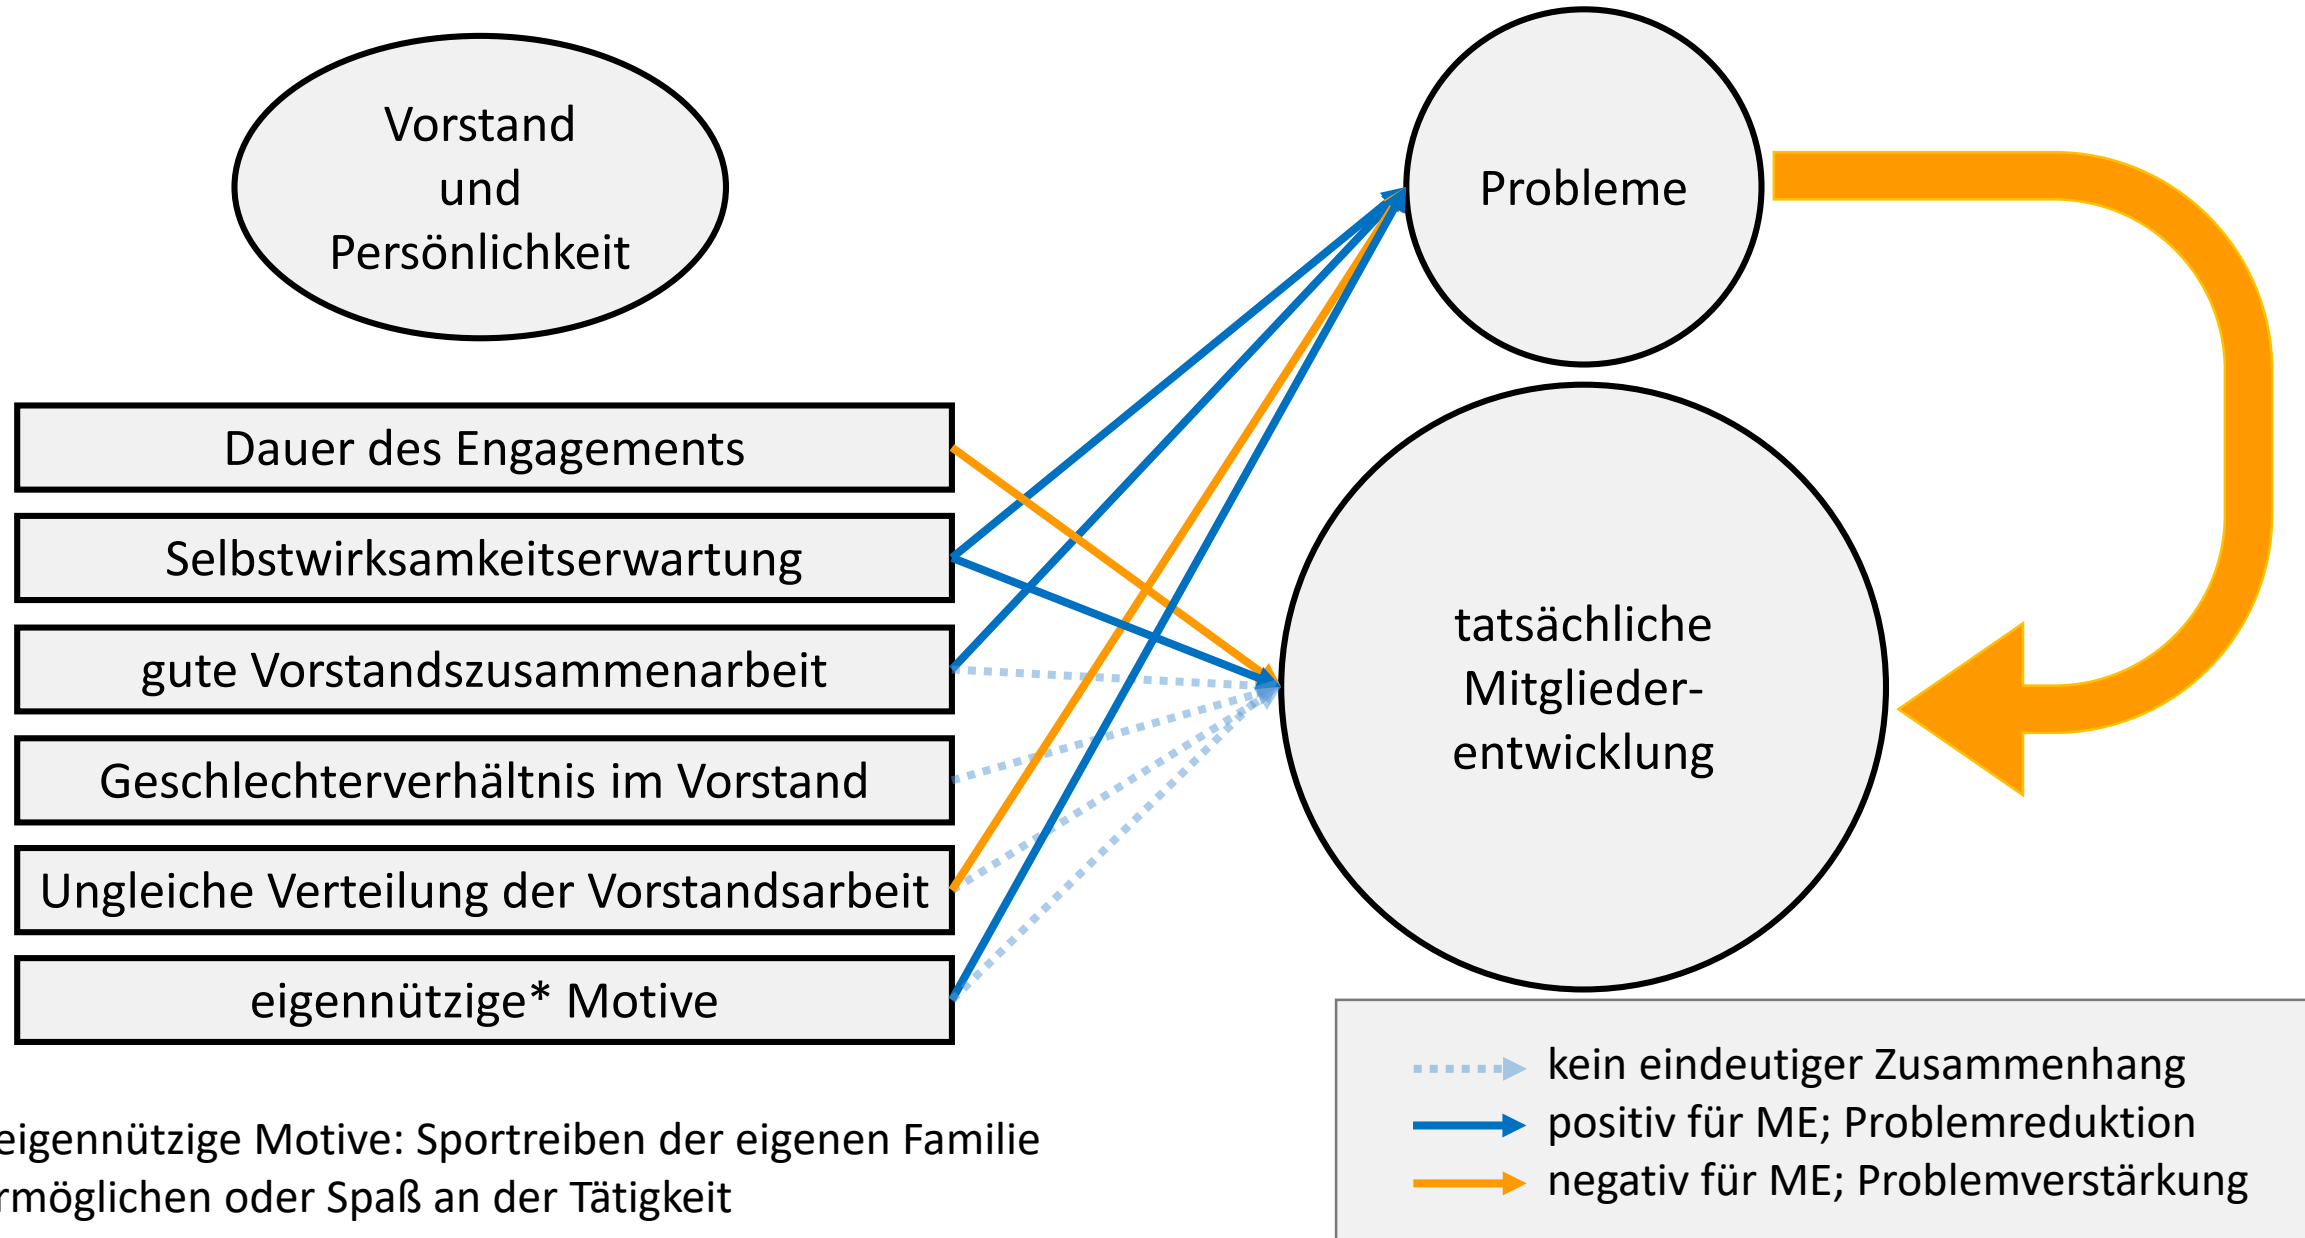 Vorstand
und
Persönlichkeit
Probleme
Dauer des Engagements
Selbstwirksamkeitserwartung
gute Vorstandszusammenarbeit
Geschlechterverhältnis im Vorstand
Ungleiche Verteilung der Vorstandsarbeit
eigennützige* Motive
tatsächliche
Mitglieder-
entwicklung
kein eindeutiger Zusammenhang
positiv für ME; Problemreduktion
negativ für ME; Problemverstärkung
eigennützige Motive: Sportreiben der eigenen Familie
rmöglichen oder Spaß an der Tätigkeit